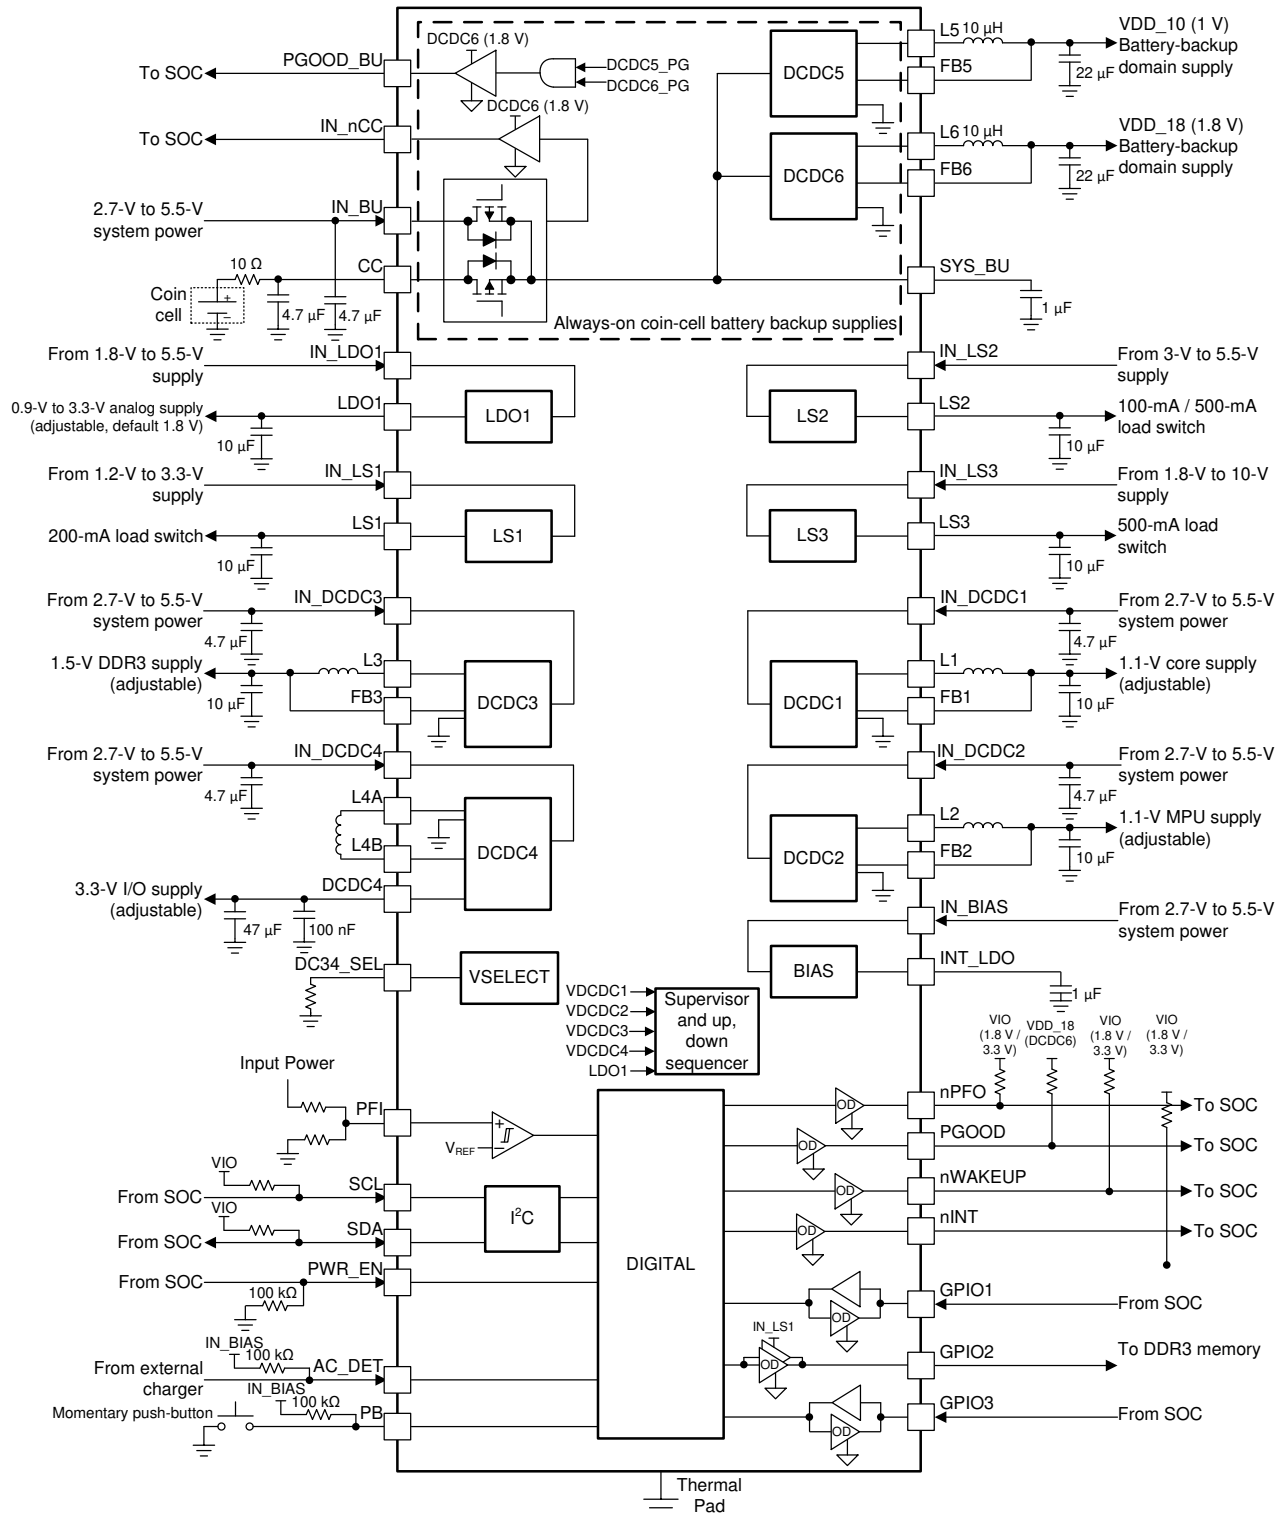 DCDC6 (1.8 V)
PGOOD_BU
To SOC
DCDC5_PG
DCDC6_PG
DCDC6 (1.8 V)
IN_nCC
To SOC
2.7-V to 5.5-V
system power
IN_BU
10 Ω
CC
Coin
cell
+
−
4.7 µF
4.7 µF
Always-on coin-cell battery backup supplies
DCDC5
L5
10 µH
FB5
22 µF
VDD_10 (1 V)
Battery-backup
domain supply
DCDC6
L6
10 µH
FB6
22 µF
VDD_18 (1.8 V)
Battery-backup
domain supply
SYS_BU
1 µF
From 1.8-V to 5.5-V
supply
IN_LDO1
0.9-V to 3.3-V analog supply
(adjustable, default 1.8 V)
LDO1
10 µF
LDO1
IN_LS2
From 3-V to 5.5-V
supply
LS2
LS2
100-mA / 500-mA
load switch
10 µF
From 1.2-V to 3.3-V
supply
IN_LS1
200-mA load switch
LS1
10 µF
LS1
IN_LS3
From 1.8-V to 10-V
supply
LS3
LS3
500-mA load
switch
10 µF
From 2.7-V to 5.5-V
system power
IN_DCDC3
4.7 µF
1.5-V DDR3 supply
(adjustable)
L3
10 µF
FB3
DCDC3
IN_DCDC1
From 2.7-V to 5.5-V
system power
4.7 µF
DCDC1
L1
FB1
1.1-V core supply
(adjustable)
10 µF
From 2.7-V to 5.5-V
system power
IN_DCDC4
4.7 µF
L4A
L4B
DCDC4
DCDC4
3.3-V I/O supply
(adjustable)
47 µF
100 nF
IN_DCDC2
From 2.7-V to 5.5-V
system power
4.7 µF
DCDC2
L2
FB2
1.1-V MPU supply
(adjustable)
10 µF
IN_BIAS
From 2.7-V to 5.5-V
system power
BIAS
INT_LDO
1 µF
DC34_SEL
VSELECT
VDCDC1
VDCDC2
VDCDC3
VDCDC4
LDO1
Supervisor
and up,
down
sequencer
VIO
(1.8 V /
3.3 V)
VDD_18
(DCDC6)
VIO
(1.8 V /
3.3 V)
VIO
(1.8 V /
3.3 V)
Input Power
PFI
+
−
VREF
DIGITAL
OD
nPFO
To SOC
OD
PGOOD
To SOC
OD
nWAKEUP
To SOC
OD
nINT
To SOC
VIO
From SOC
SCL
VIO
From SOC
SDA
I²C
From SOC
PWR_EN
100 kΩ
OD
GPIO1
From SOC
IN_LS1
OD
GPIO2
To DDR3 memory
OD
GPIO3
From SOC
IN_BIAS
100 kΩ
From external
charger
AC_DET
IN_BIAS
100 kΩ
Momentary push-button
PB
Thermal
Pad